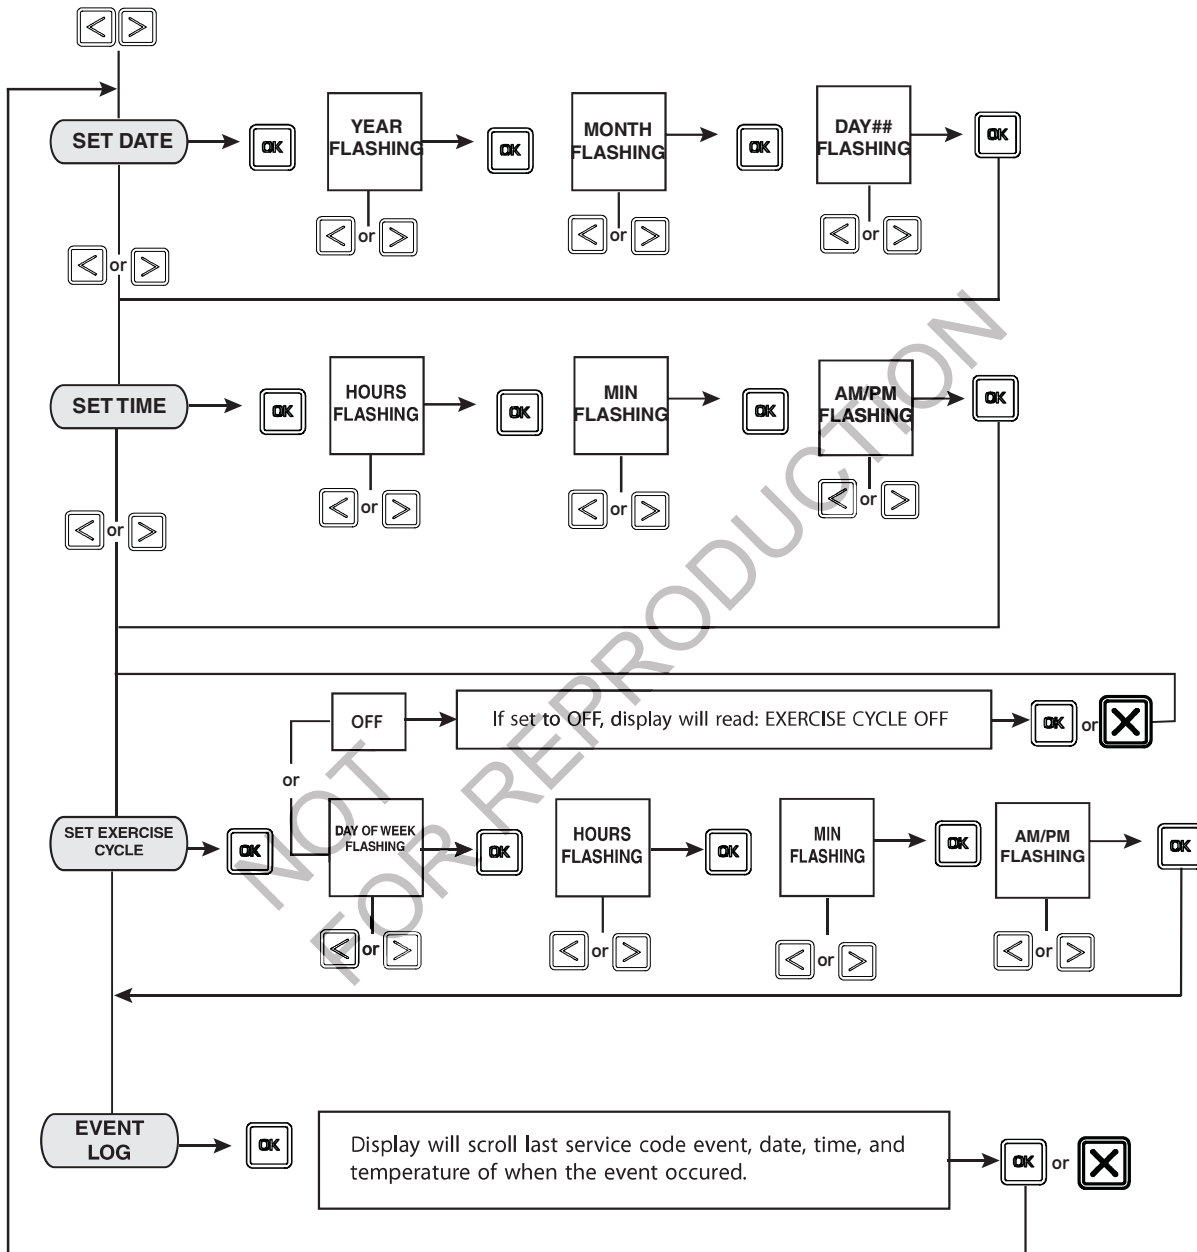 < >
SET DATE
OK
YEAR
FLASHING
OK
MONTH
FLASHING
OK
DAY##
FLASHING
OK
< or >
< or >
< or >
< or >
SET TIME
OK
HOURS
FLASHING
OK
MIN
FLASHING
OK
AM/PM
FLASHING
OK
< or >
< or >
< or >
< or >
OFF
If set to OFF, display will read: EXERCISE CYCLE OFF
OK or X
or
SET EXERCISE
CYCLE
OK
DAY OF WEEK
FLASHING
OK
HOURS
FLASHING
OK
MIN
FLASHING
OK
AM/PM
FLASHING
OK
< or >
< or >
< or >
< or >
EVENT
LOG
OK
Display will scroll last service code event, date, time, and
temperature of when the event occured.
OK or X
NOT
FOR REPRODUCTION